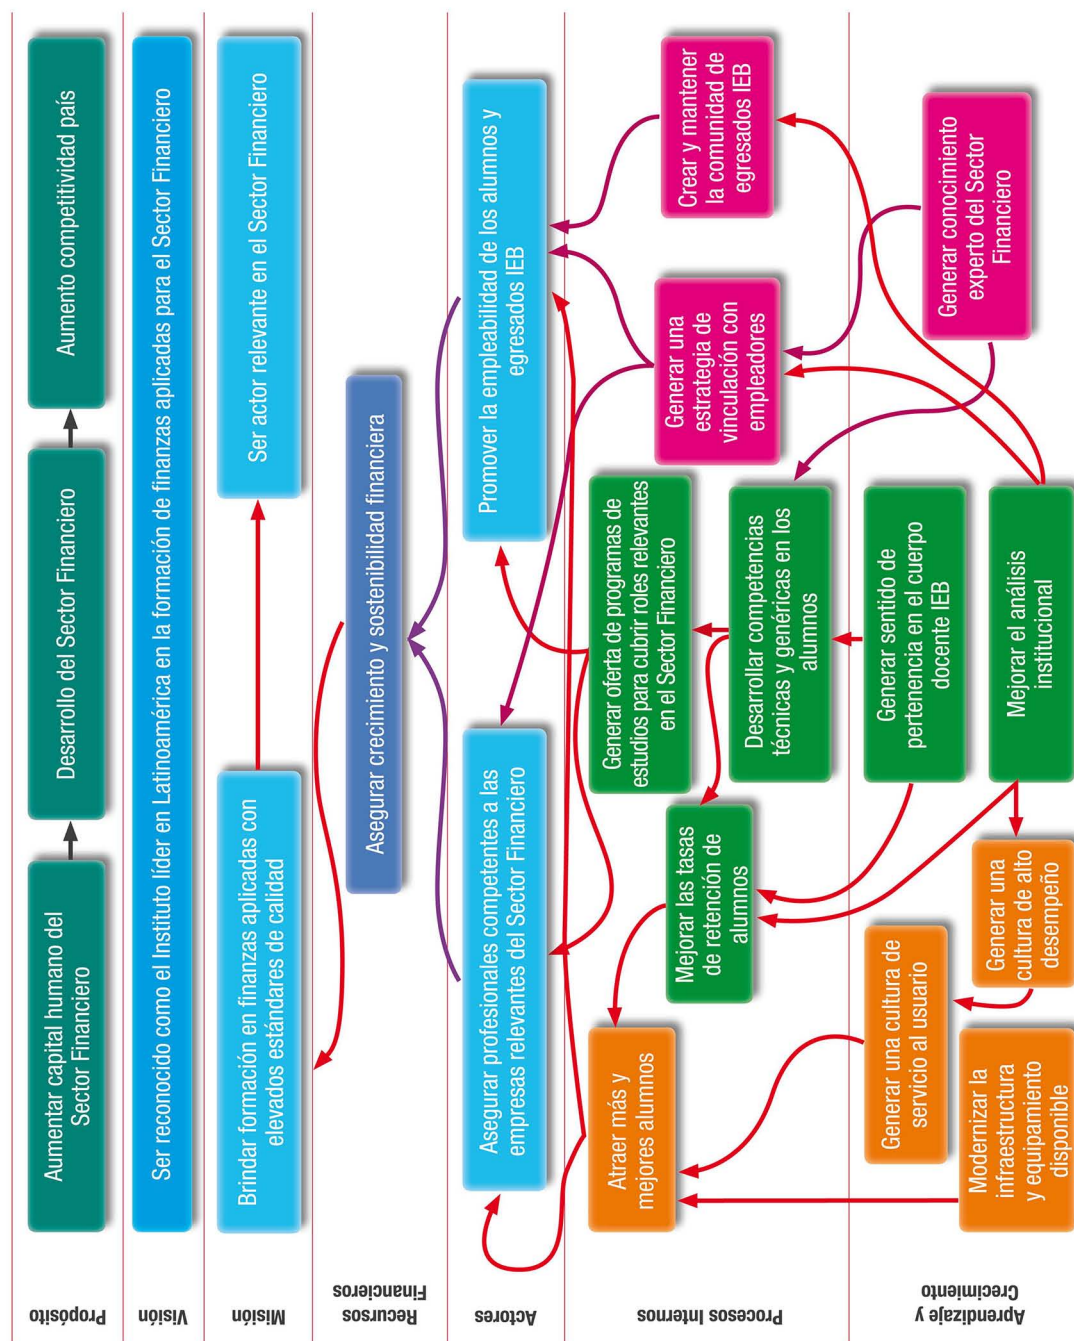 Propósito
Aumentar capital humano del
Sector Financiero
Desarrollo del Sector Financiero
Aumento competitividad país
Visión
Ser reconocido como el Instituto líder en Latinoamérica en la formación de finanzas aplicadas para el Sector Financiero
Misión
Brindar formación en finanzas aplicadas con
elevados estándares de calidad
Ser actor relevante en el Sector Financiero
Recursos
Financieros
Asegurar crecimiento y sostenibilidad financiera
Actores
Asegurar profesionales competentes a las
empresas relevantes del Sector Financiero
Promover la empleabilidad de los alumnos y
egresados IEB
Procesos Internos
Atraer más y
mejores alumnos
Mejorar las tasas
de retención de
alumnos
Generar oferta de programas de
estudios para cubrir roles relevantes
en el Sector Financiero
Desarrollar competencias
técnicas y genéricas en los
alumnos
Generar una
estrategia de
vinculación con
empleadores
Crear y mantener
la comunidad de
egresados IEB
Aprendizaje y
Crecimiento
Generar una cultura de
servicio al usuario
Modernizar la
infraestructura
y equipamiento
disponible
Generar una
cultura de alto
desempeño
Generar sentido de
pertenencia en el cuerpo
docente IEB
Mejorar el análisis
institucional
Generar conocimiento
experto del Sector
Financiero